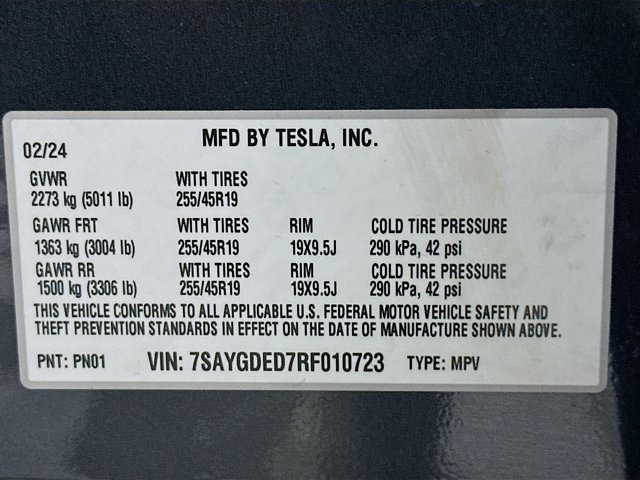 MFD BY TESLA, INC.
02/24
GVWR WITH TIRES
2273 kg (5011 lb) 255/45R19
GAWR FRT WITH TIRES RIM COLD TIRE PRESSURE
1363 kg (3004 lb) 255/45R19 19X9.5J 290 kPa, 42 psi
GAWR RR WITH TIRES RIM COLD TIRE PRESSURE
1500 kg (3306 lb) 255/45R19 19X9.5J 290 kPa, 42 psi
THIS VEHICLE CONFORMS TO ALL APPLICABLE U.S. FEDERAL MOTOR VEHICLE SAFETY AND
THEFT PREVENTION STANDARDS IN EFFECT ON THE DATE OF MANUFACTURE SHOWN ABOVE.
PNT: PN01 VIN: 7SAYGDED7RF010723 TYPE: MPV